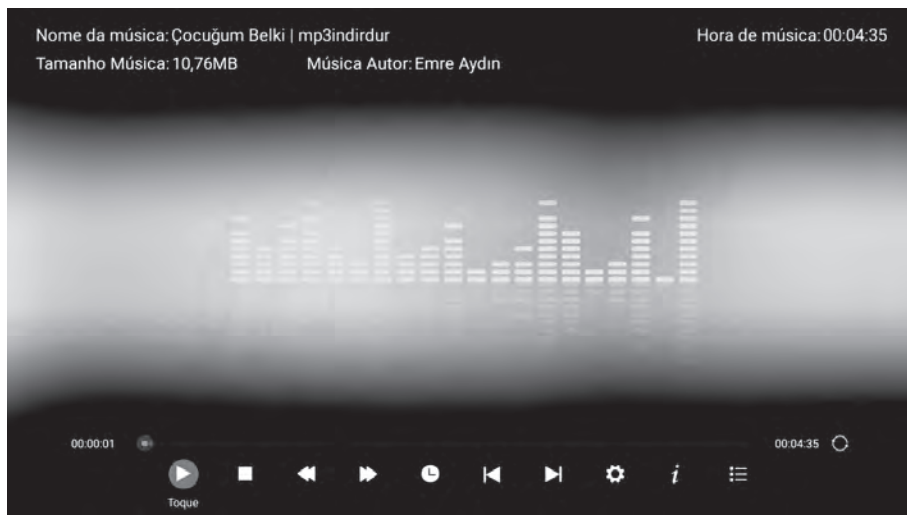 Nome da música: Çocuğum Belki | mp3indirdur
Hora de música: 00:04:35
Tamanho Música: 10,76MB Música Autor: Emre Aydın
00:00:01
00:04:35
Toque